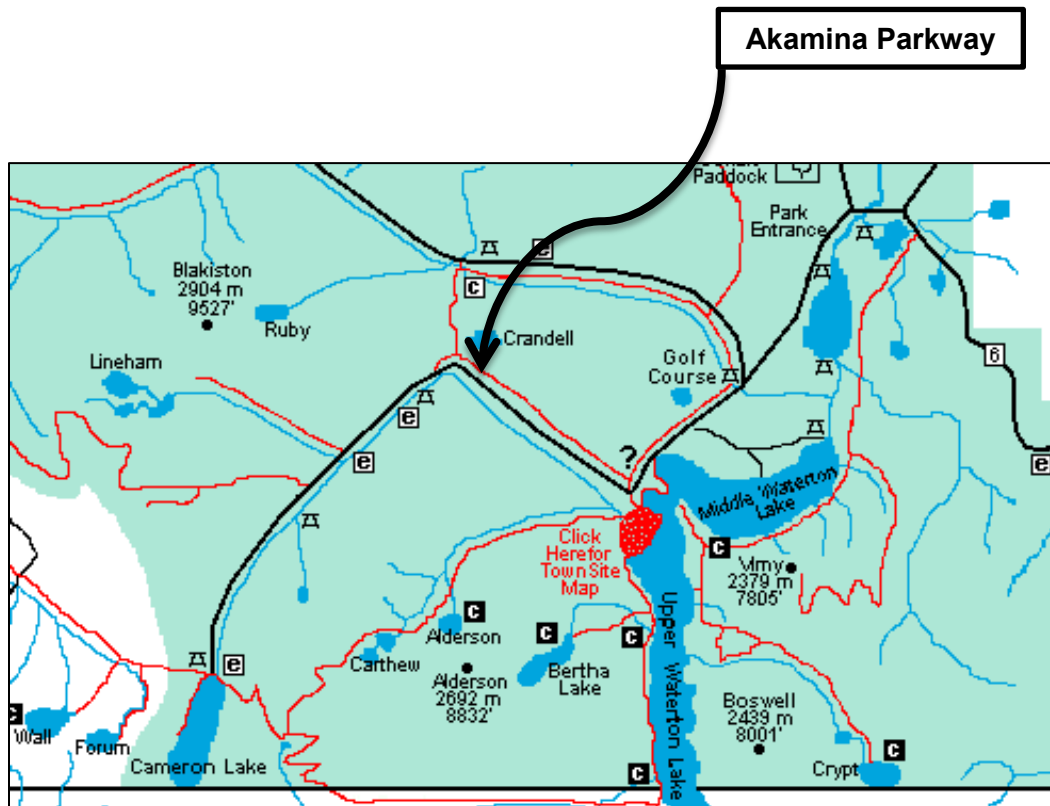 Akamina Parkway
Paddock
Park
Entrance
Blakiston
2904 m
9527'
Ruby
Crandell
Lineham
Golf
Course
6
e
c
e
e
e
?
Middle Waterton
Lake
Click
Herefor
Town Site
Map
c
Vimy
2379 m
7805'
Upper Waterton Lake
c
Alderson
Carthew
c
Bertha
Lake
c
Alderson
2692 m
8832'
Boswell
2439 m
8001'
e
c
Wall
Forum
Cameron Lake
c
c
Crypt